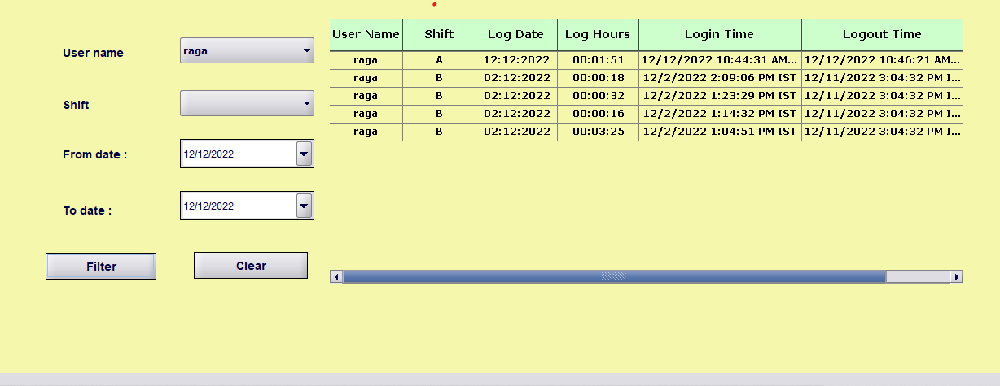 User name
raga
Shift
From date :
12/12/2022
To date :
12/12/2022
Filter
Clear
User Name Shift Log Date Log Hours Login Time Logout Time
raga A 12:12:2022 00:01:51 12/12/2022 10:44:31 AM... 12/12/2022 10:46:21 AM...
raga B 02:12:2022 00:00:18 12/2/2022 2:09:06 PM IST 12/11/2022 3:04:32 PM I...
raga B 02:12:2022 00:00:32 12/2/2022 1:23:29 PM IST 12/11/2022 3:04:32 PM I...
raga B 02:12:2022 00:00:16 12/2/2022 1:14:32 PM IST 12/11/2022 3:04:32 PM I...
raga B 02:12:2022 00:03:25 12/2/2022 1:04:51 PM IST 12/11/2022 3:04:32 PM I...